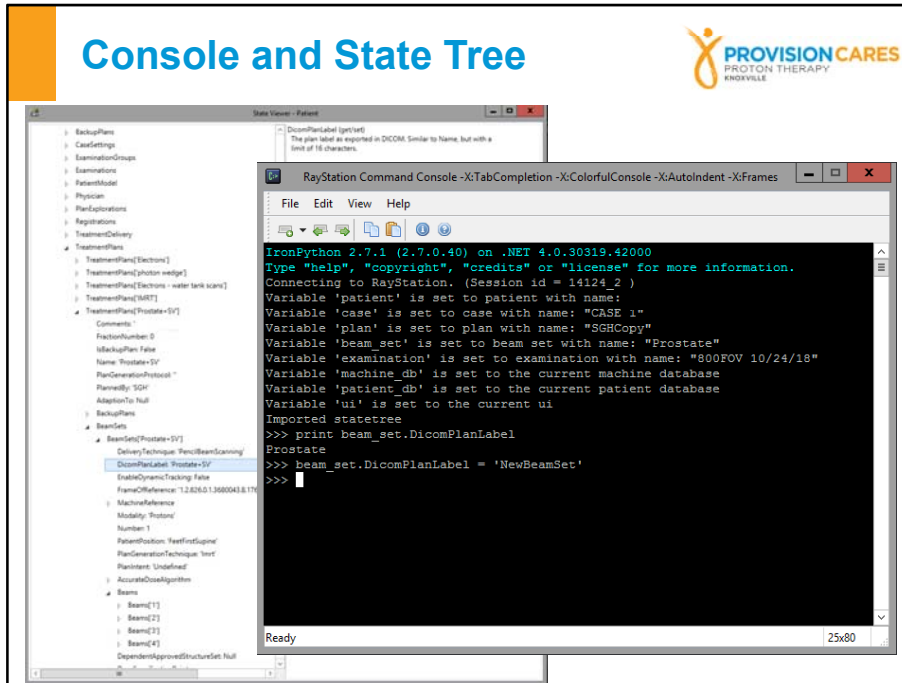 Console and State Tree
PROVISION CARES
PROTON THERAPY
KNOXVILLE
State Viewer - Patient
BackupPlans
CaseSettings
ExaminationGroups
Examinations
PatientModel
Physician
PlanExplorations
Registrations
TreatmentDelivery
TreatmentPlans
TreatmentPlans['Electrons']
TreatmentPlans['photon wedge']
TreatmentPlans['Electrons - water tank scans']
TreatmentPlans['IMRT']
TreatmentPlans['Prostate+SV']
Comments: ''
FractionNumber: 0
IsBackupPlan: False
Name: 'Prostate+SV'
PlanGenerationProtocol: ''
PlannedBy: 'SGH'
AdaptionTo: Null
BackupPlans
BeamSets
BeamSets['Prostate+SV']
DeliveryTechnique: 'PencilBeamScanning'
DicomPlanLabel: 'Prostate+SV'
EnableDynamicTracking: False
FrameOfReference: '1.2.826.0.1.3680043.8.176
MachineReference
Modality: 'Protons'
Number: 1
PatientPosition: 'FeetFirstSupine'
PlanGenerationTechnique: 'Imrt'
PlanIntent: 'Undefined'
AccurateDoseAlgorithm
Beams
Beams['1']
Beams['2']
Beams['3']
Beams['4']
DependentApprovedStructureSet: Null
DicomPlanLabel (get/set)
The plan label as exported in DICOM. Similar to Name, but with a
limit of 16 characters.
RayStation Command Console -X:TabCompletion -X:ColorfulConsole -X:AutoIndent -X:Frames
File Edit View Help
IronPython 2.7.1 (2.7.0.40) on .NET 4.0.30319.42000
Type "help", "copyright", "credits" or "license" for more information.
Connecting to RayStation. (Session id = 14124_2 )
Variable 'patient' is set to patient with name:
Variable 'case' is set to case with name: "CASE 1"
Variable 'plan' is set to plan with name: "SGHCopy"
Variable 'beam_set' is set to beam set with name: "Prostate"
Variable 'examination' is set to examination with name: "800FOV 10/24/18"
Variable 'machine_db' is set to the current machine database
Variable 'patient_db' is set to the current patient database
Variable 'ui' is set to the current ui
Imported statetree
>>> print beam_set.DicomPlanLabel
Prostate
>>> beam_set.DicomPlanLabel = 'NewBeamSet'
>>>
Ready 25x80